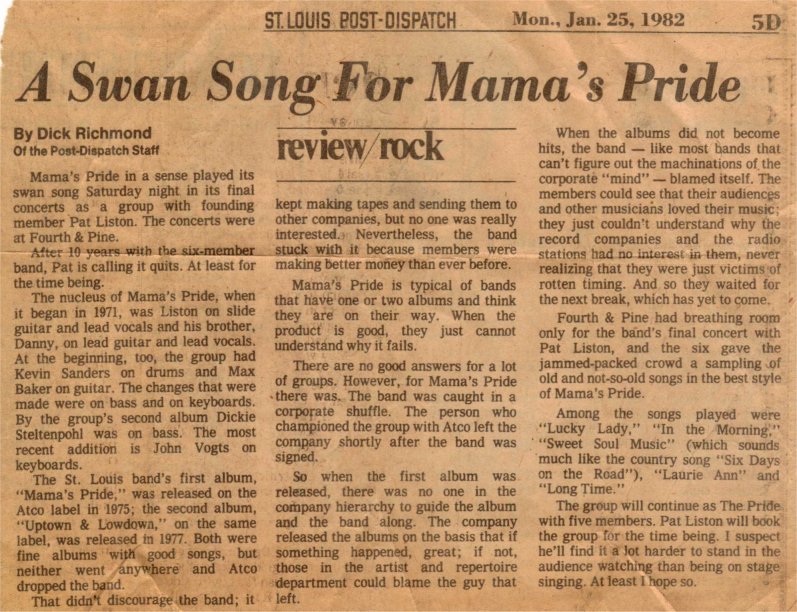 ST. LOUIS POST-DISPATCH Mon., Jan. 25, 1982 5D
A Swan Song For Mama's Pride
By Dick Richmond
Of the Post-Dispatch Staff
Mama's Pride in a sense played its
swan song Saturday night in its final
concerts as a group with founding
member Pat Liston. The concerts were
at Fourth & Pine.
After 10 years with the six-member
band, Pat is calling it quits. At least for
the time being.
The nucleus of Mama's Pride, when
it began in 1971, was Liston on slide
guitar and lead vocals and his brother,
Danny, on lead guitar and lead vocals.
At the beginning, too, the group had
Kevin Sanders on drums and Max
Baker on guitar. The changes that were
made were on bass and on keyboards.
By the group's second album Dickie
Steltenpohl was on bass. The most
recent addition is John Vogts on
keyboards.
The St. Louis band's first album,
"Mama's Pride," was released on the
Atco label in 1975; the second album,
"Uptown & Lowdown," on the same
label, was released in 1977. Both were
fine albums with good songs, but
neither went anywhere and Atco
dropped the band.
That didn't discourage the band; it
review/rock
kept making tapes and sending them to
other companies, but no one was really
interested. Nevertheless, the band
stuck with it because members were
making better money than ever before.
Mama's Pride is typical of bands
that have one or two albums and think
they are on their way. When the
product is good, they just cannot
understand why it fails.
There are no good answers for a lot
of groups. However, for Mama's Pride
there was. The band was caught in a
corporate shuffle. The person who
championed the group with Atco left the
company shortly after the band was
signed.
So when the first album was
released, there was no one in the
company hierarchy to guide the album
and the band along. The company
released the albums on the basis that if
something happened, great; if not,
those in the artist and repertoire
department could blame the guy that
left.
When the albums did not become
hits, the band — like most bands that
can't figure out the machinations of the
corporate "mind" — blamed itself. The
members could see that their audiences
and other musicians loved their music;
they just couldn't understand why the
record companies and the radio
stations had no interest in them, never
realizing that they were just victims of
rotten timing. And so they waited for
the next break, which has yet to come.
Fourth & Pine had breathing room
only for the band's final concert with
Pat Liston, and the six gave the
jammed-packed crowd a sampling of
old and not-so-old songs in the best style
of Mama's Pride.
Among the songs played were
"Lucky Lady," "In the Morning,"
"Sweet Soul Music" (which sounds
much like the country song "Six Days
on the Road"), "Laurie Ann" and
"Long Time."
The group will continue as The Pride
with five members. Pat Liston will book
the group for the time being. I suspect
he'll find it a lot harder to stand in the
audience watching than being on stage
singing. At least I hope so.